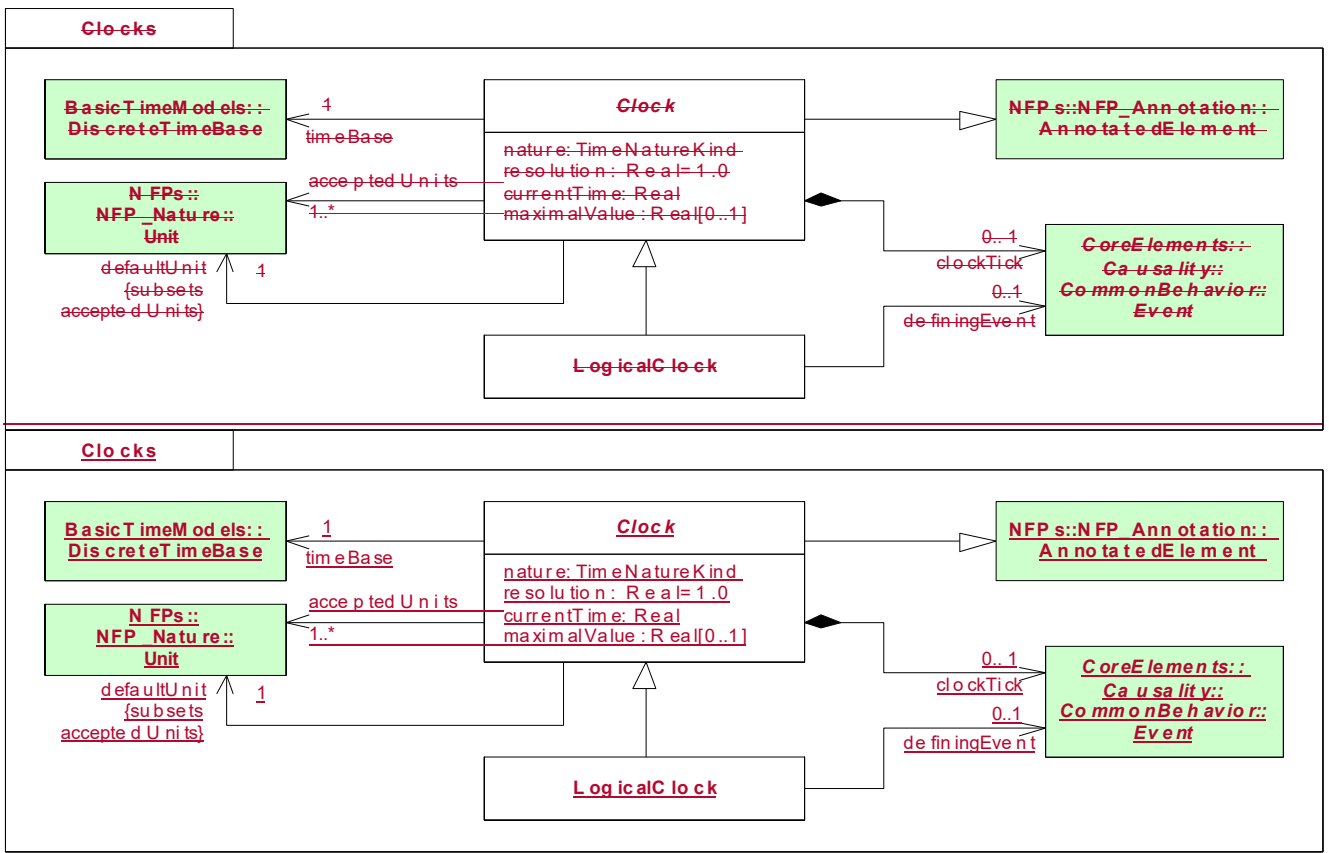 Clocks
BasicTimeModels::
DiscreteTimeBase
1
timeBase
Clock
NFPs::NFP_Annotation::
AnnotatedElement
nature: TimeNatureKind
resolution: Real=1.0
currentTime: Real
maximalValue: Real[0..1]
NFPs::
NFP_Nature::
Unit
acceptedUnits
1..*
defaultUnit
{subsets
acceptedUnits}
1
0..1
clockTick
0..1
definingEvent
CoreElements::
Causality::
CommonBehavior::
Event
LogicalClock
Clocks
BasicTimeModels::
DiscreteTimeBase
1
timeBase
Clock
NFPs::NFP_Annotation::
AnnotatedElement
nature: TimeNatureKind
resolution: Real=1.0
currentTime: Real
maximalValue: Real[0..1]
NFPs::
NFP_Nature::
Unit
acceptedUnits
1..*
defaultUnit
{subsets
acceptedUnits}
1
0..1
clockTick
0..1
definingEvent
CoreElements::
Causality::
CommonBehavior::
Event
LogicalClock